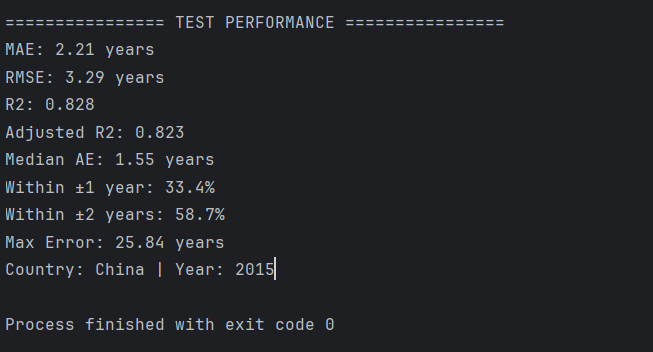 ================ TEST PERFORMANCE ================
MAE: 2.21 years
RMSE: 3.29 years
R2: 0.828
Adjusted R2: 0.823
Median AE: 1.55 years
Within ±1 year: 33.4%
Within ±2 years: 58.7%
Max Error: 25.84 years
Country: China | Year: 2015
Process finished with exit code 0